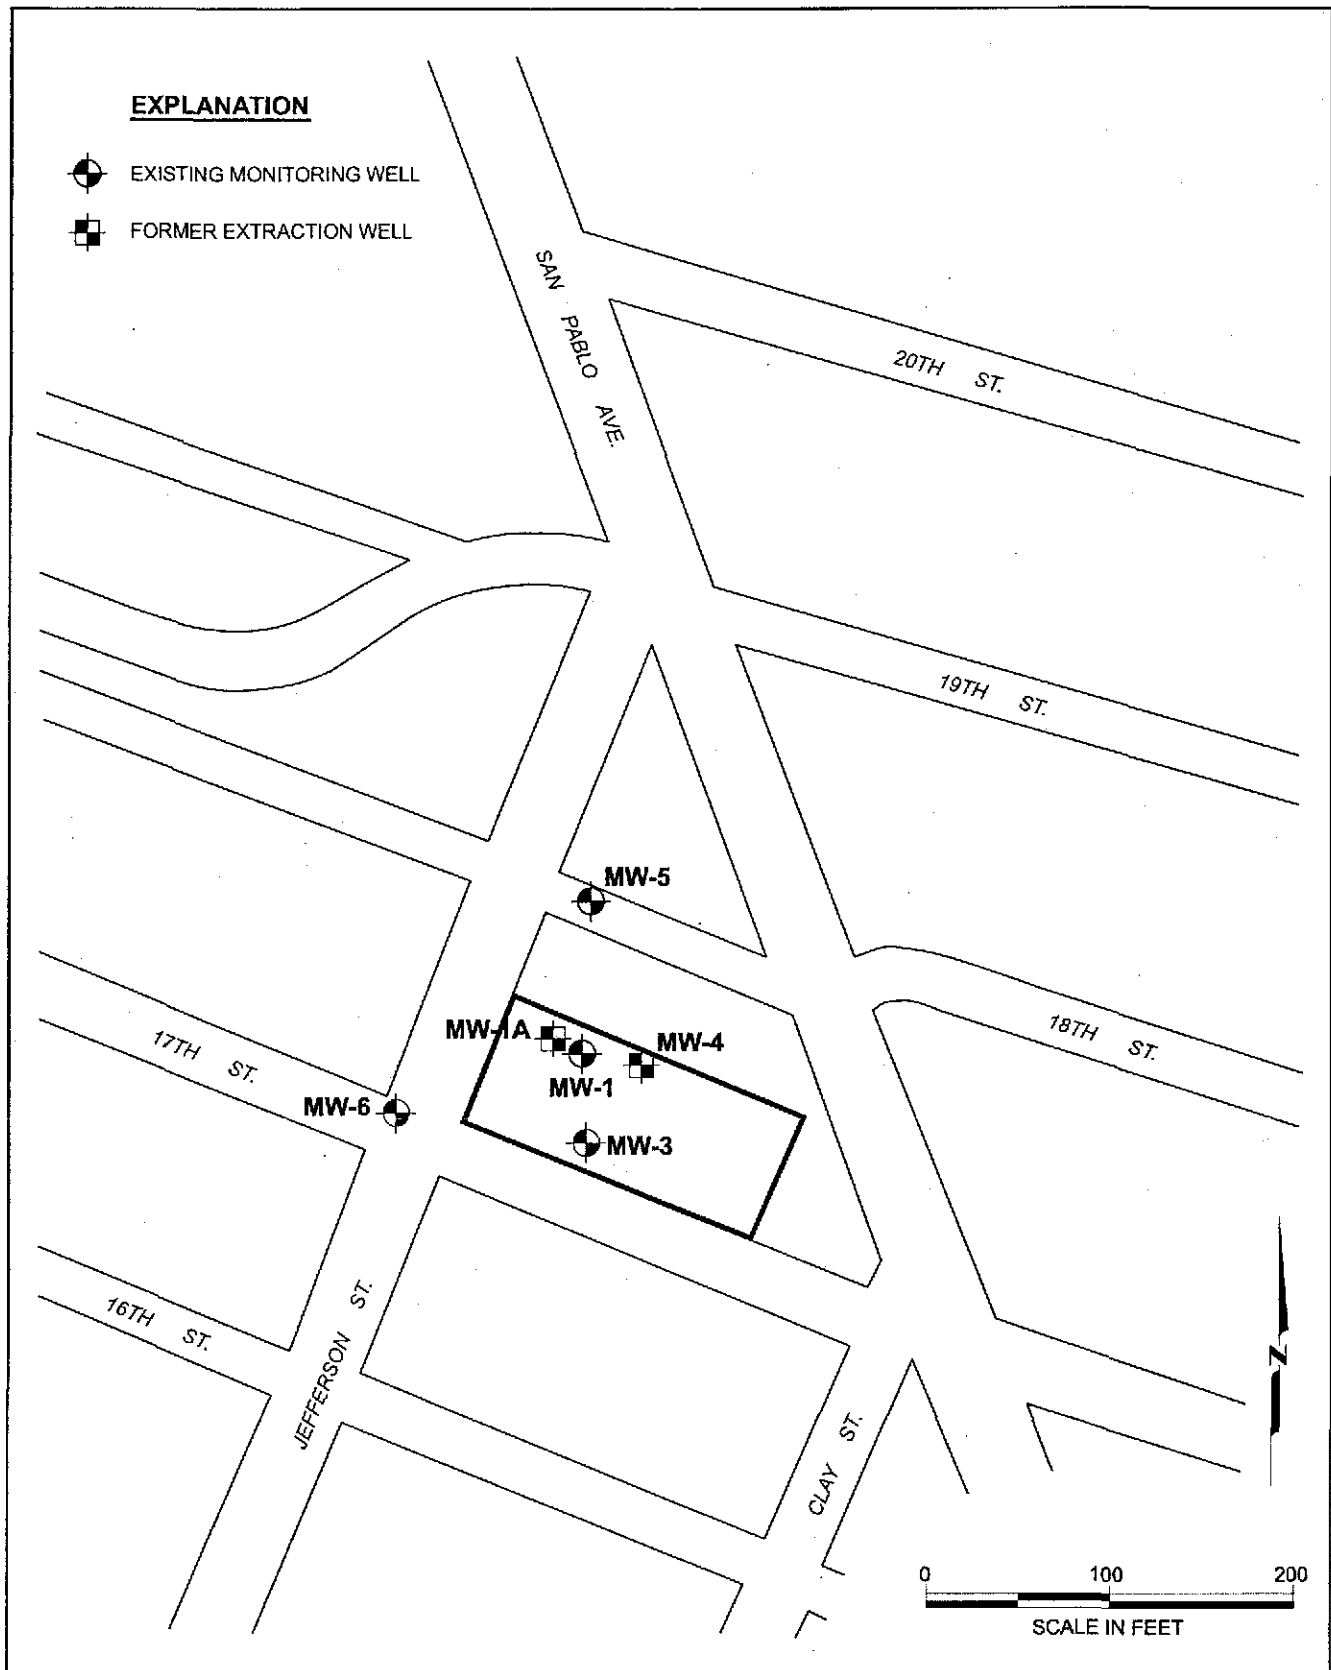 EXPLANATION
EXISTING MONITORING WELL
FORMER EXTRACTION WELL
SAN PABLO AVE.
20TH ST.
19TH ST.
MW-5
MW-1A
MW-4
18TH ST.
17TH ST.
MW-1
MW-6
MW-3
16TH ST.
JEFFERSON ST.
CLAY ST.
N
0 100 200
SCALE IN FEET